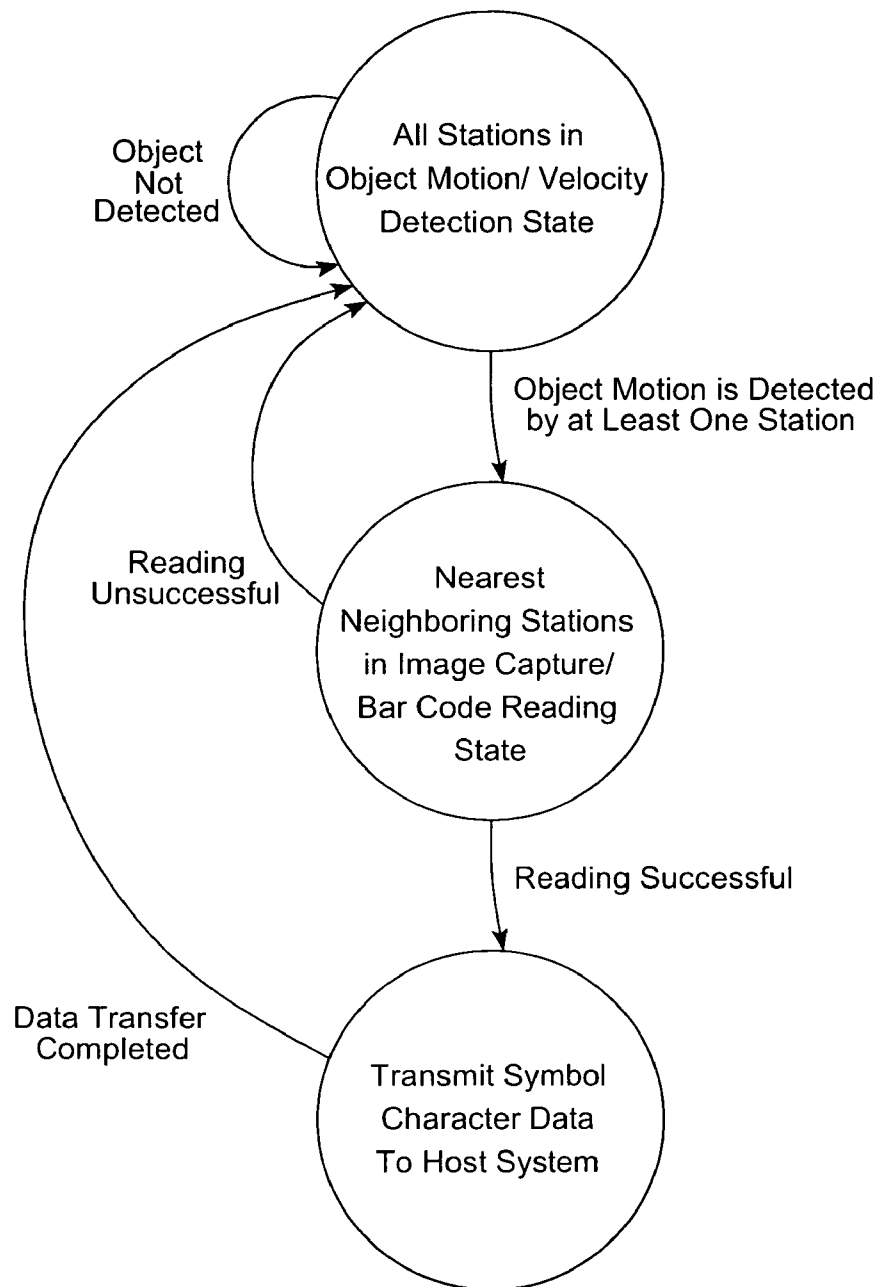 All Stations in
Object Motion/ Velocity
Detection State
Object
Not
Detected
Object Motion is Detected
by at Least One Station
Nearest
Neighboring Stations
in Image Capture/
Bar Code Reading
State
Reading
Unsuccessful
Reading Successful
Data Transfer
Completed
Transmit Symbol
Character Data
To Host System